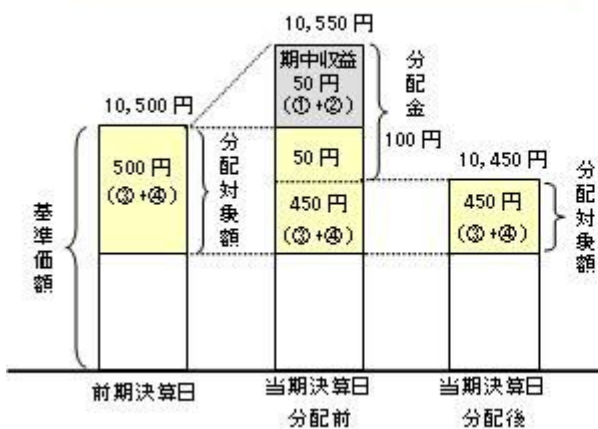 10,550円
期中収益
50円
(①+②)
分配金
100円
10,500円
500円
(③+④)
分配対象額
50円
450円
(③+④)
10,450円
450円
(③+④)
分配対象額
基準価額
前期決算日
当期決算日
分配前
当期決算日
分配後